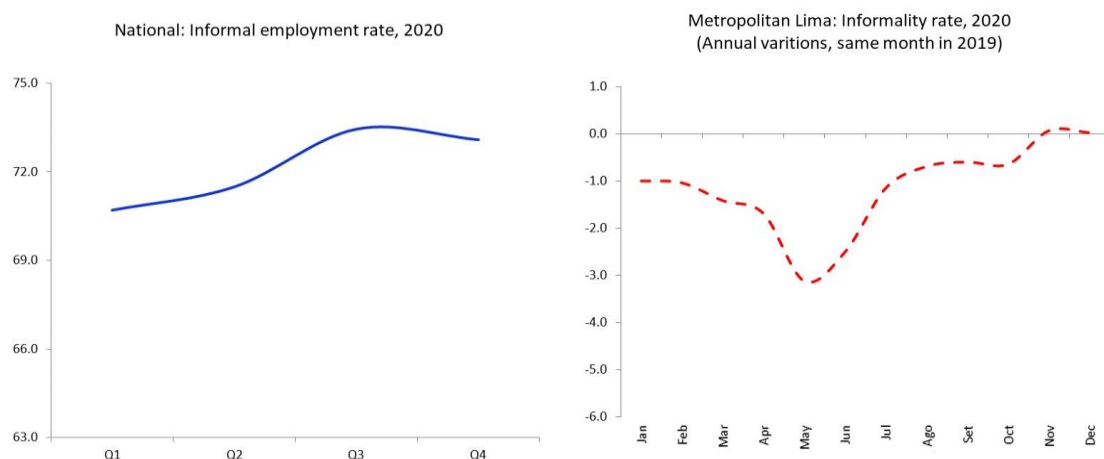 National: Informal employment rate, 2020
75.0
72.0
69.0
66.0
63.0
Q1 Q2 Q3 Q4
Metropolitan Lima: Informality rate, 2020
(Annual varitions, same month in 2019)
1.0
0.0
-1.0
-2.0
-3.0
-4.0
-5.0
-6.0
Jan Feb Mar Apr May Jun Jul Ago Set Oct Nov Dec